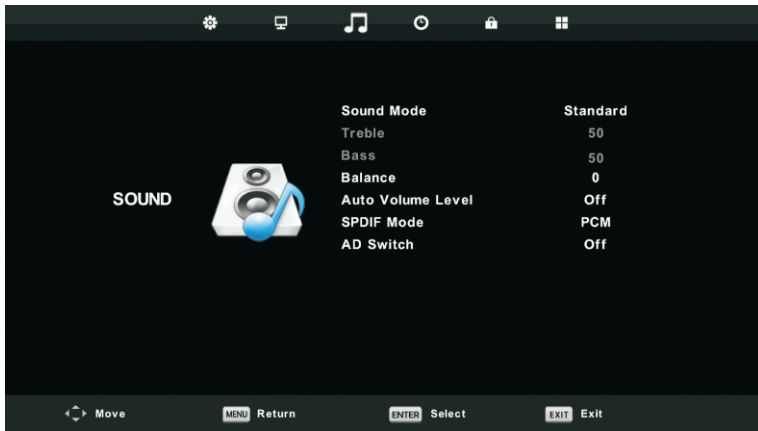 Sound Mode Standard
Treble 50
Bass 50
Balance 0
SOUND
Auto Volume Level Off
SPDIF Mode PCM
AD Switch Off
Move MENU Return ENTER Select EXIT Exit